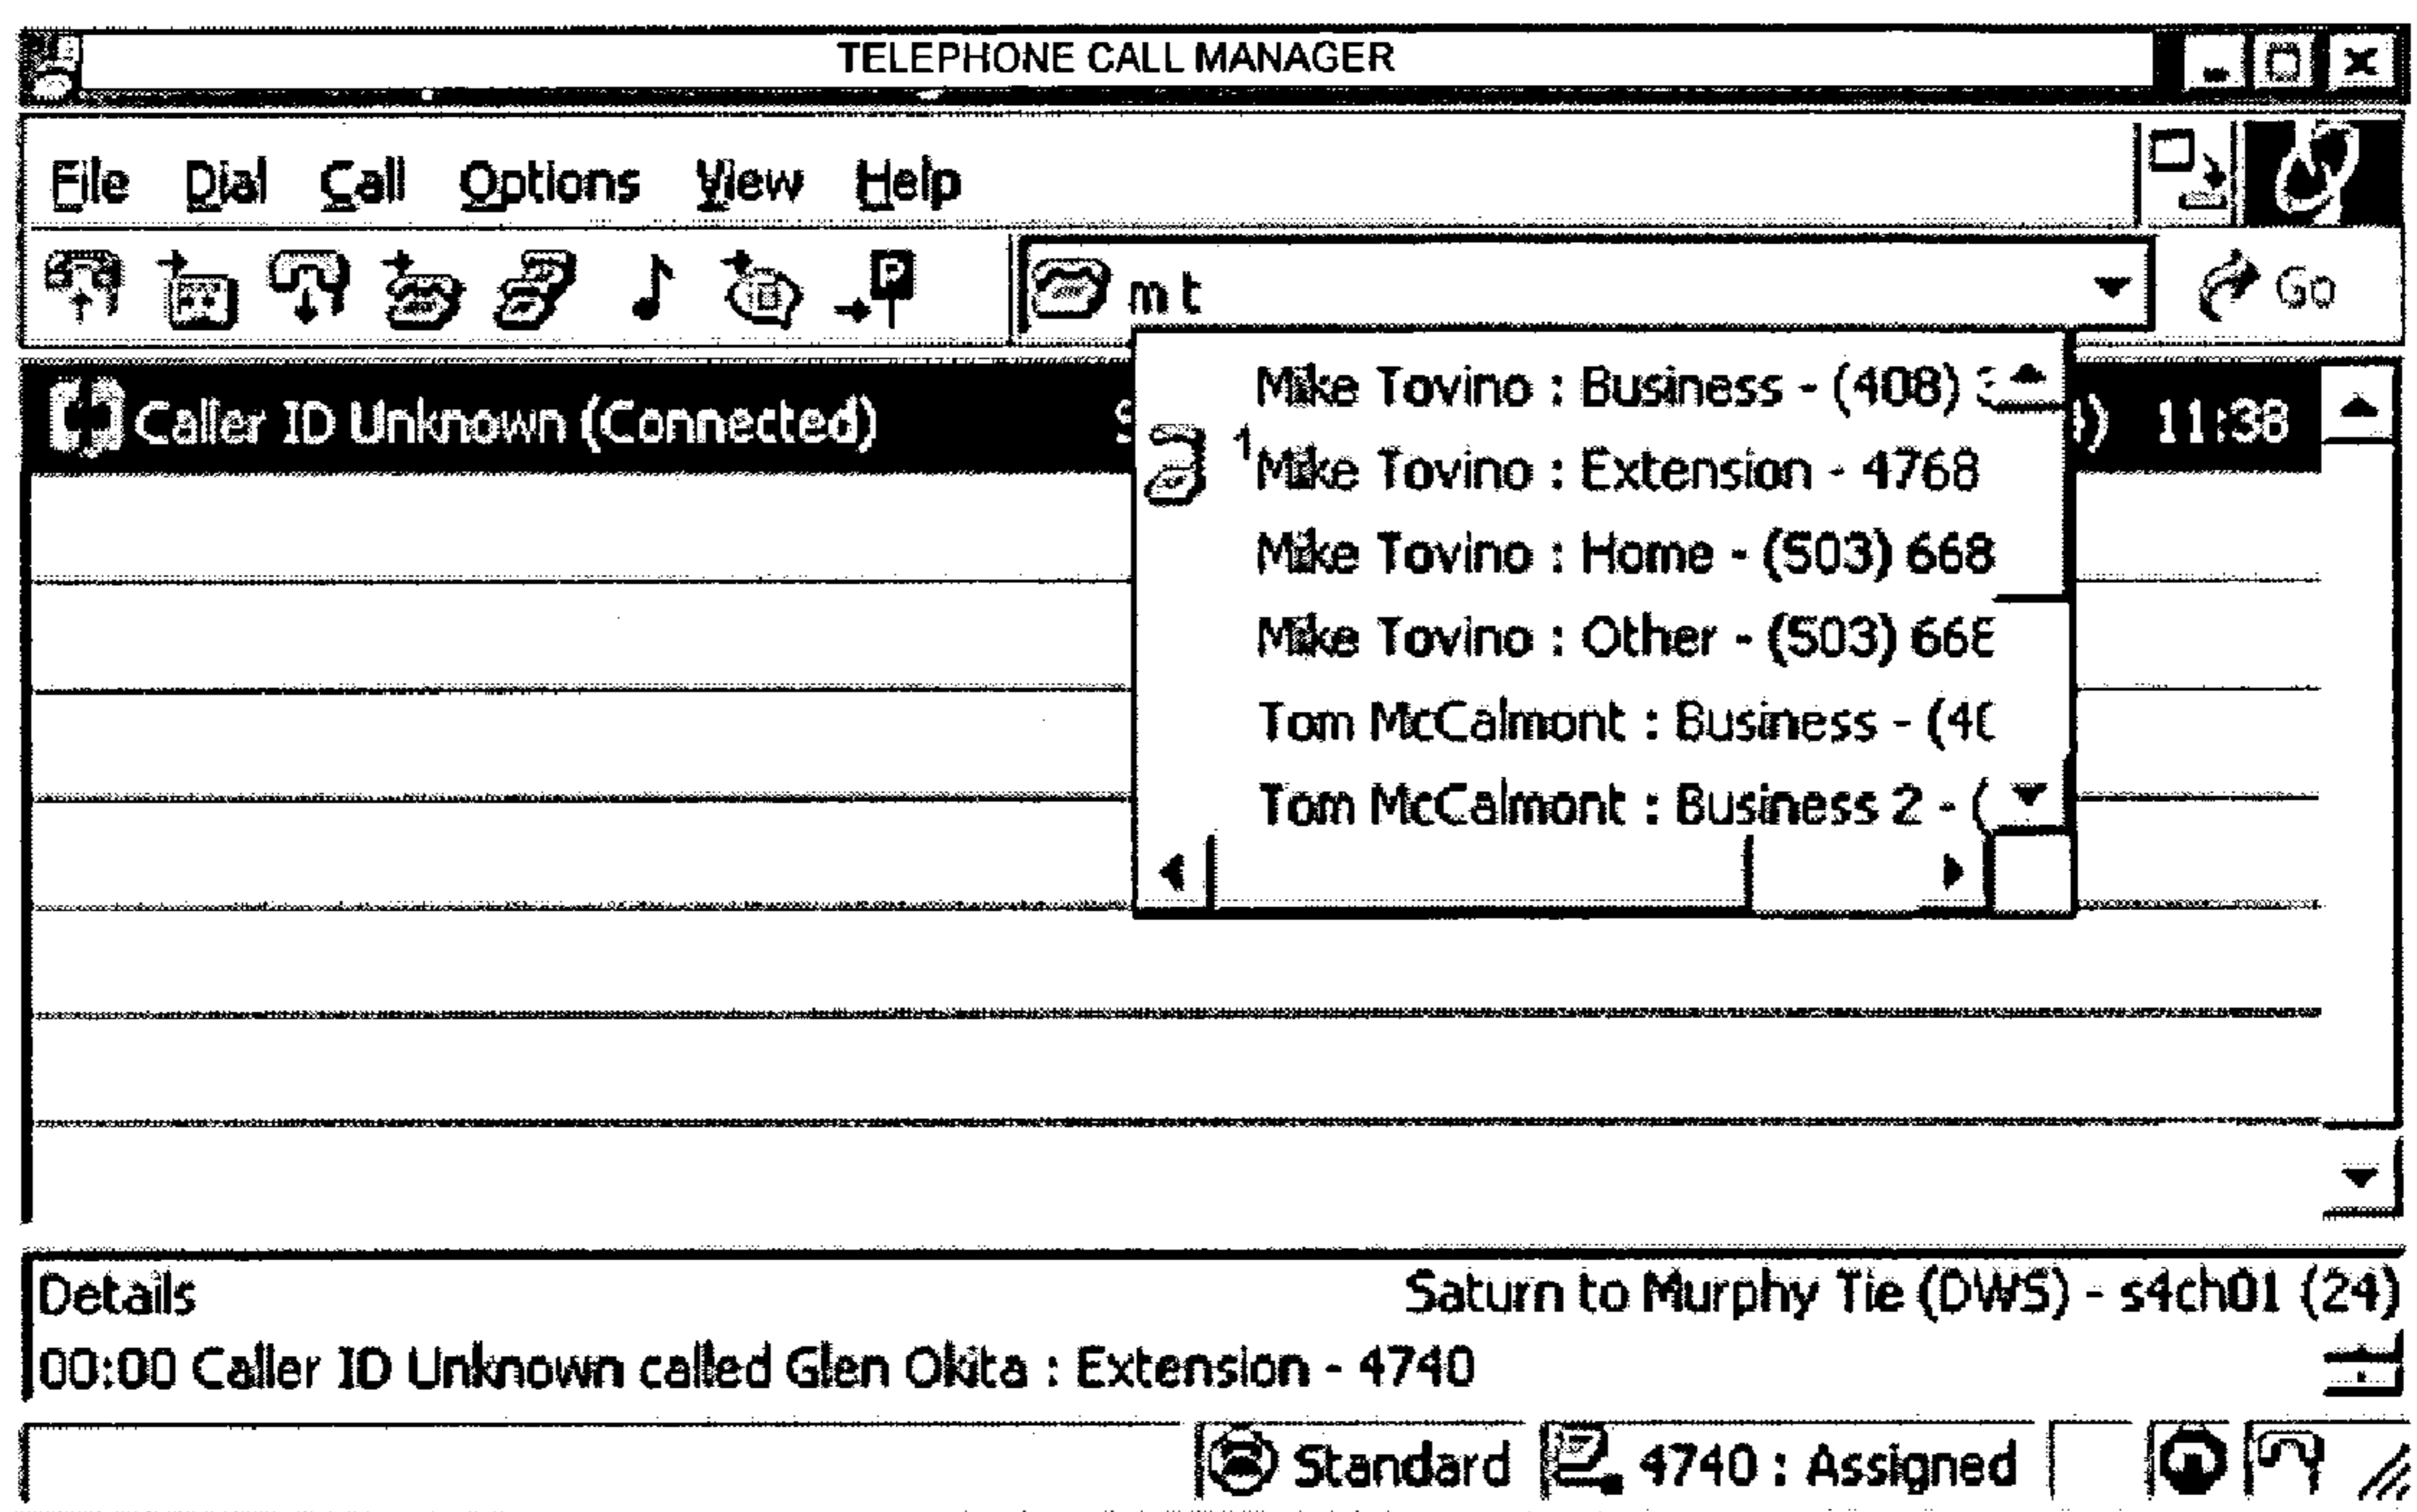 TELEPHONE CALL MANAGER
File Dial Call Options View Help
P m t Go
Mike Tovino : Business - (408)
Caller ID Unknown (Connected) S ) 11:38
1 Mike Tovino : Extension - 4768
Mike Tovino : Home - (503) 668
Mike Tovino : Other - (503) 66
Tom McCalmont : Business - (4
Tom McCalmont : Business 2 - (
Details Saturn to Murphy Tie (DWS) - s4ch01 (24)
00:00 Caller ID Unknown called Glen Okita : Extension - 4740
Standard 4740 : Assigned